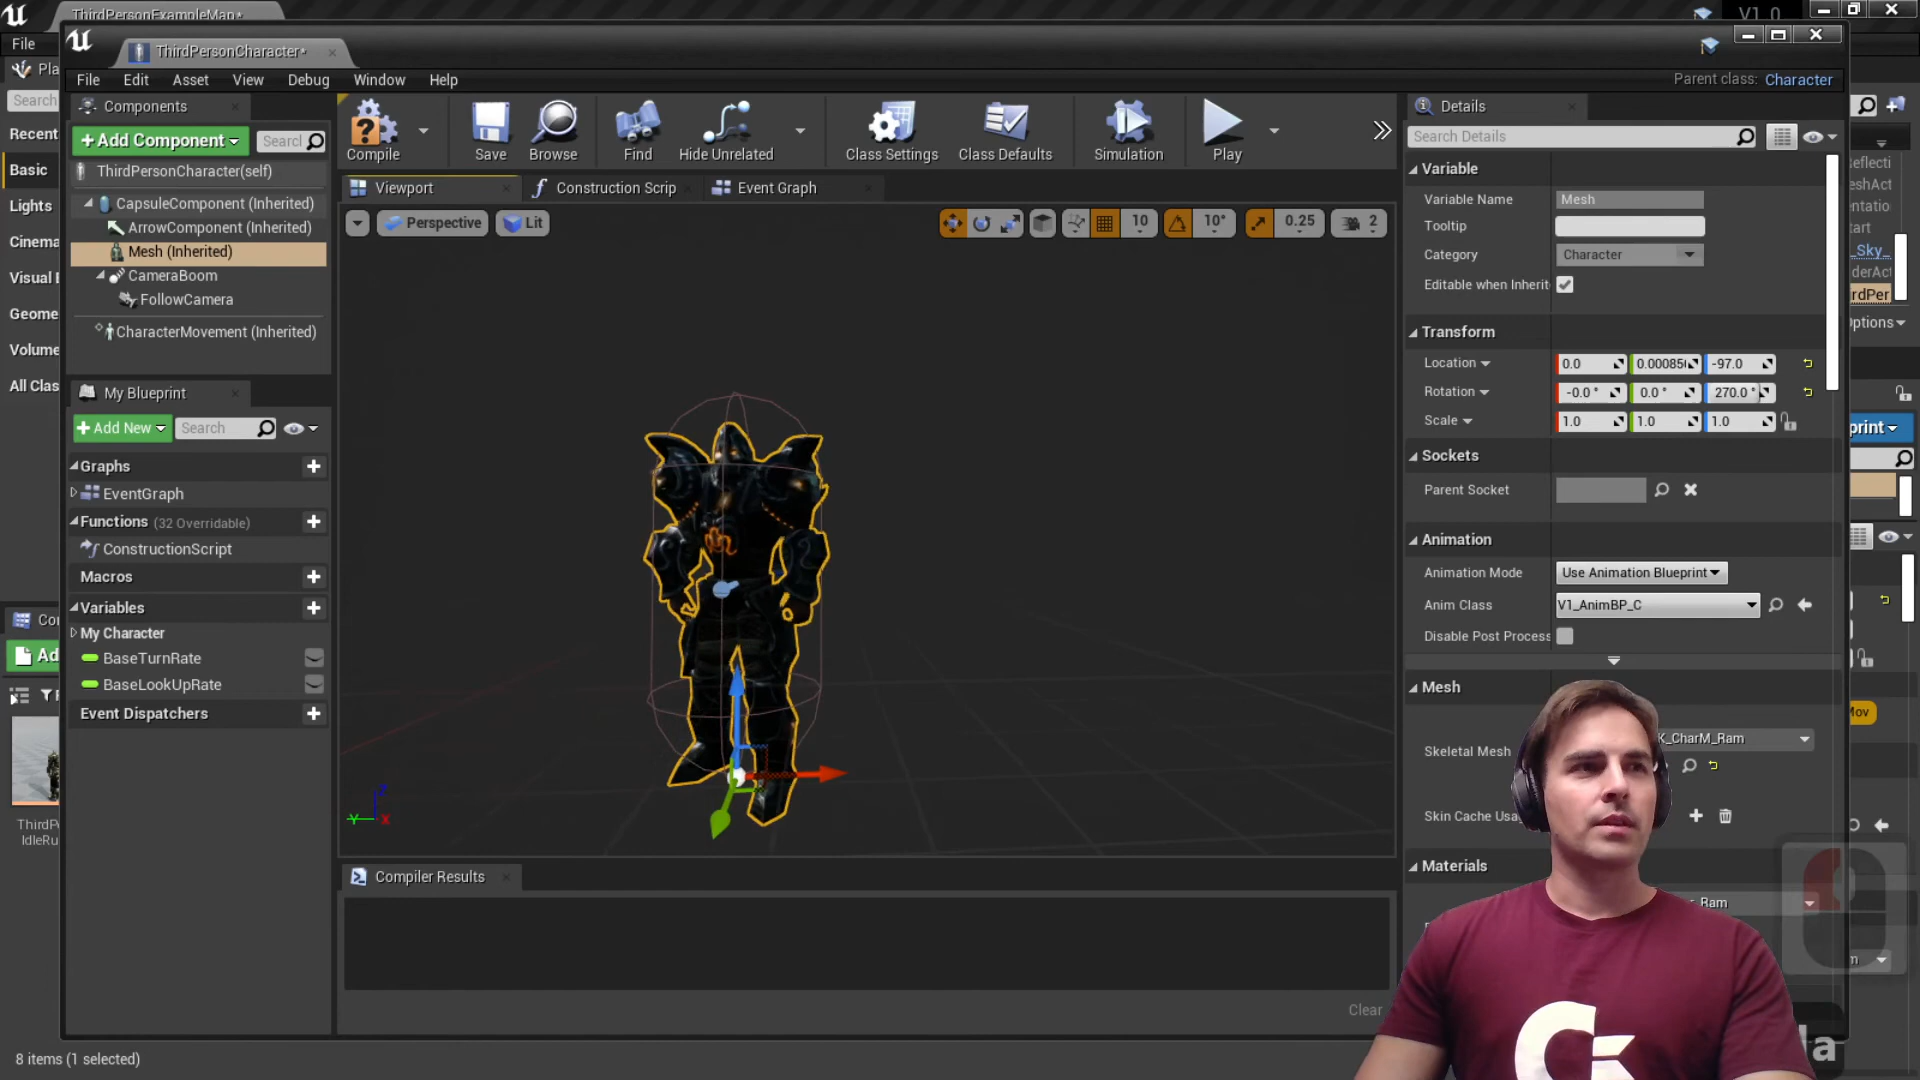 ThirdPersonExampleMap*
V1_0
File
ThirdPersonCharacter*
File Edit Asset View Debug Window Help
Parent class: Character
Pla
Components
Search
+Add Component
Search
Recent
Basic
Lights
Cinema
Visual
Geome
Volume
All Clas
ThirdPersonCharacter(self)
CapsuleComponent (Inherited)
ArrowComponent (Inherited)
Mesh (Inherited)
CameraBoom
FollowCamera
CharacterMovement (Inherited)
My Blueprint
+Add New
Search
Graphs
EventGraph
Functions (32 Overridable)
ConstructionScript
Macros
Variables
My Character
BaseTurnRate
BaseLookUpRate
Event Dispatchers
Co
Ad
ThirdP
IdleRu
8 items (1 selected)
Compile
Save
Browse
Find
Hide Unrelated
Class Settings
Class Defaults
Simulation
Play
Viewport
Construction Scrip
Event Graph
Perspective
Lit
10
10°
0.25
2
Z
Y
X
Compiler Results
Clear
Details
Search Details
Variable
Variable Name Mesh
Tooltip
Category Character
Editable when Inherit
Transform
Location 0.0 -97.0
Rotation -0.0 ° 0.0 ° 270.0 °
Scale 1.0 1.0 1.0
Sockets
Parent Socket
Animation
Animation Mode Use Animation Blueprint
Anim Class V1_AnimBP_C
Disable Post Process
Mesh
Skeletal Mesh K_CharM_Ram
Skin Cache Usa
Materials
Ram
m
eflecti
eshAct
entatio
tart
_Sky_
derAct
irdPer
ptions
print
Mov
a